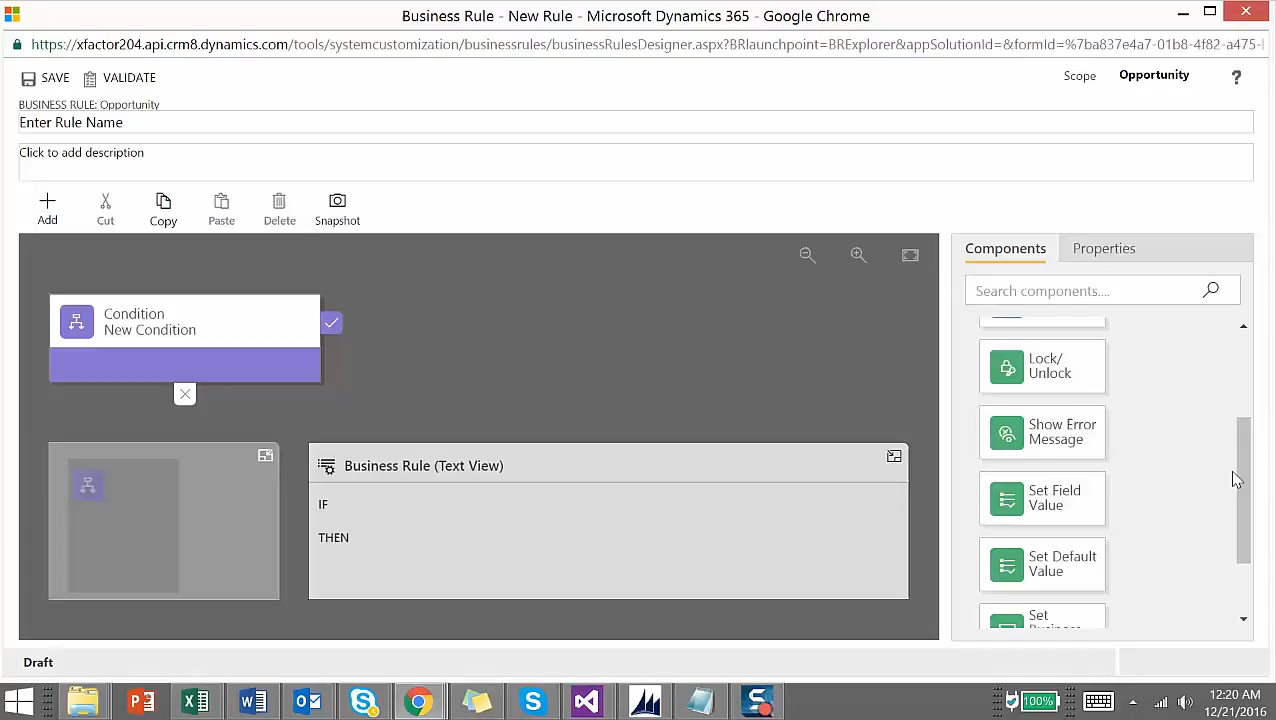 Business Rule - New Rule - Microsoft Dynamics 365 - Google Chrome
https://xfactor204.api.crm8.dynamics.com/tools/systemcustomization/businessrules/businessRulesDesigner.aspx?BRlaunchpoint=BRExplorer&appSolutionId=&formId=%7ba837e4a7-01b8-4f82-a475-
SAVE VALIDATE Scope Opportunity ?
BUSINESS RULE: Opportunity
Enter Rule Name
Click to add description
Add Cut Copy Paste Delete Snapshot
Components Properties
Search components....
Condition
New Condition
Lock/
Unlock
Show Error
Message
Set Field
Value
Set Default
Value
Set
Business Rule (Text View)
IF
THEN
Draft
100%
12:20 AM
12/21/2016